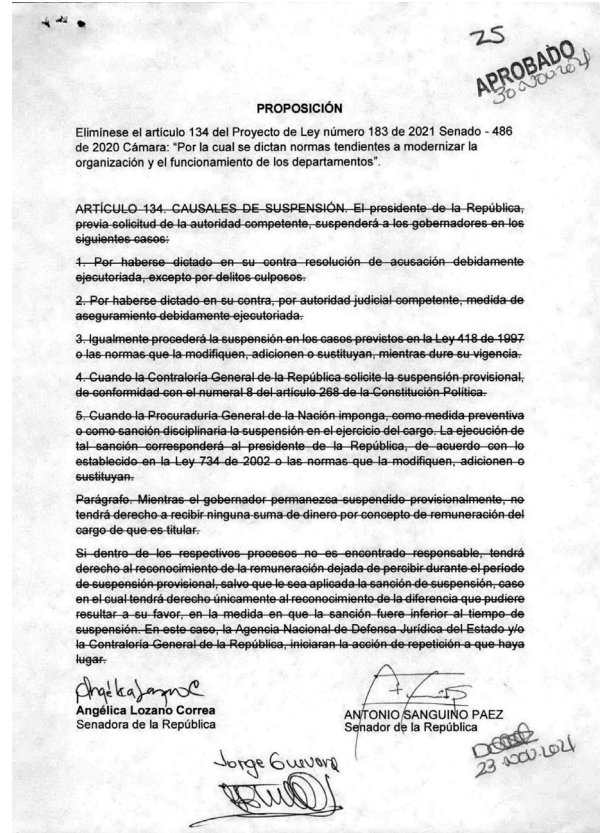 25
APROBADO
30 NOV 2021
PROPOSICIÓN
Elimínese el artículo 134 del Proyecto de Ley número 183 de 2021 Senado - 486
de 2020 Cámara: “Por la cual se dictan normas tendientes a modernizar la
organización y el funcionamiento de los departamentos”.
ARTÍCULO 134. CAUSALES DE SUSPENSIÓN. El presidente de la República,
previa solicitud de la autoridad competente, suspenderá a los gobernadores en los
siguientes casos:
1. Por haberse dictado en su contra resolución de acusación debidamente
ejecutoriada, excepto por delitos culposos.
2. Por haberse dictado en su contra, por autoridad judicial competente, medida de
aseguramiento debidamente ejecutoriada.
3. Igualmente procederá la suspensión en los casos previstos en la Ley 418 de 1997
o las normas que la modifiquen, adicionen o sustituyan, mientras dure su vigencia.
4. Cuando la Contraloría General de la República solicite la suspensión provisional,
de conformidad con el numeral 8 del artículo 268 de la Constitución Política.
5. Cuando la Procuraduría General de la Nación imponga, como medida preventiva
o como sanción disciplinaria la suspensión en el ejercicio del cargo. La ejecución de
tal sanción corresponderá al presidente de la República, de acuerdo con lo
establecido en la Ley 734 de 2002 o las normas que la modifiquen, adicionen o
sustituyan.
Parágrafo. Mientras el gobernador permanezca suspendido provisionalmente, no
tendrá derecho a recibir ninguna suma de dinero por concepto de remuneración del
cargo de que es titular.
Si dentro de los respectivos procesos no es encontrado responsable, tendrá
derecho al reconocimiento de la remuneración dejada de percibir durante el período
de suspensión provisional, salvo que le sea aplicada la sanción de suspensión, caso
en el cual tendrá derecho únicamente al reconocimiento de la diferencia que pudiere
resultar a su favor, en la medida en que la sanción fuere inferior al tiempo de
suspensión. En este caso, la Agencia Nacional de Defensa Jurídica del Estado y/o
la Contraloría General de la República, iniciaran la acción de repetición a que haya
lugar.
Angélica Lozano C
Angélica Lozano Correa
Senadora de la República
ANTONIO SANGUINO PAEZ
Senador de la República
23 NOV. 2021
Jorge Guevara